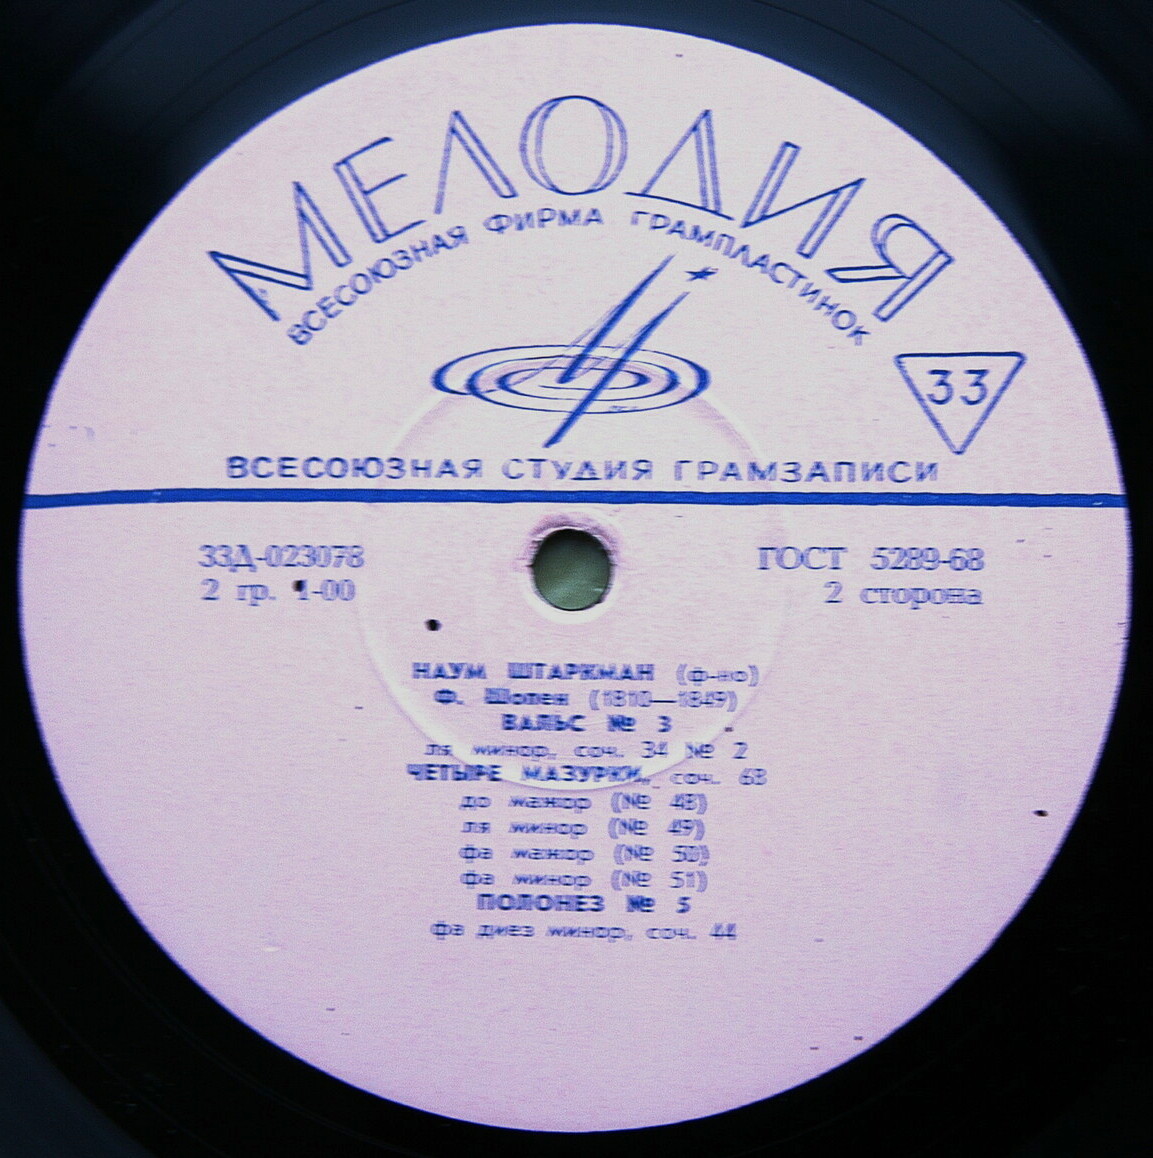 МЕЛОДИЯ
ВСЕСОЮЗНАЯ ФИРМА ГРАМПЛАСТИНОК
33
ВСЕСОЮЗНАЯ СТУДИЯ ГРАМЗАПИСИ
33Д-023078
ГОСТ 5289-68
2 гр. 1-00
2 сторона
НАУМ ШТАРКМАН (ф-но)
Ф. Шопен (1810—1849)
ВАЛЬС № 3
ля минор, соч. 34 № 2
ЧЕТЫРЕ МАЗУРКИ, соч. 68
до мажор (№ 48)
ля минор (№ 49)
фа мажор (№ 50)
фа минор (№ 51)
ПОЛОНЕЗ № 5
фа диез минор, соч. 44